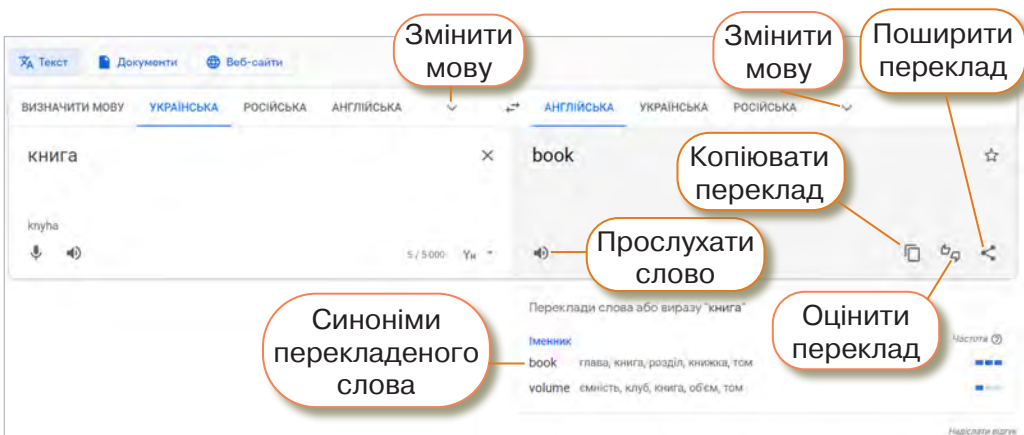 Змінити
мову
Змінити
мову
Поширити
переклад
Текст Документи Веб-сайти
ВИЗНАЧИТИ МОВУ УКРАЇНСЬКА РОСІЙСЬКА АНГЛІЙСЬКА АНГЛІЙСЬКА УКРАЇНСЬКА РОСІЙСЬКА
книга
book
Копіювати
переклад
knyha
5 / 5000
Прослухати
слово
Переклади слова або виразу "книга"
Оцінити
переклад
Синоніми
перекладеного
слова
Іменник Частота
book глава, книга, розділ, книжка, том
volume ємність, клуб, книга, об'єм, том
Надіслати відгук